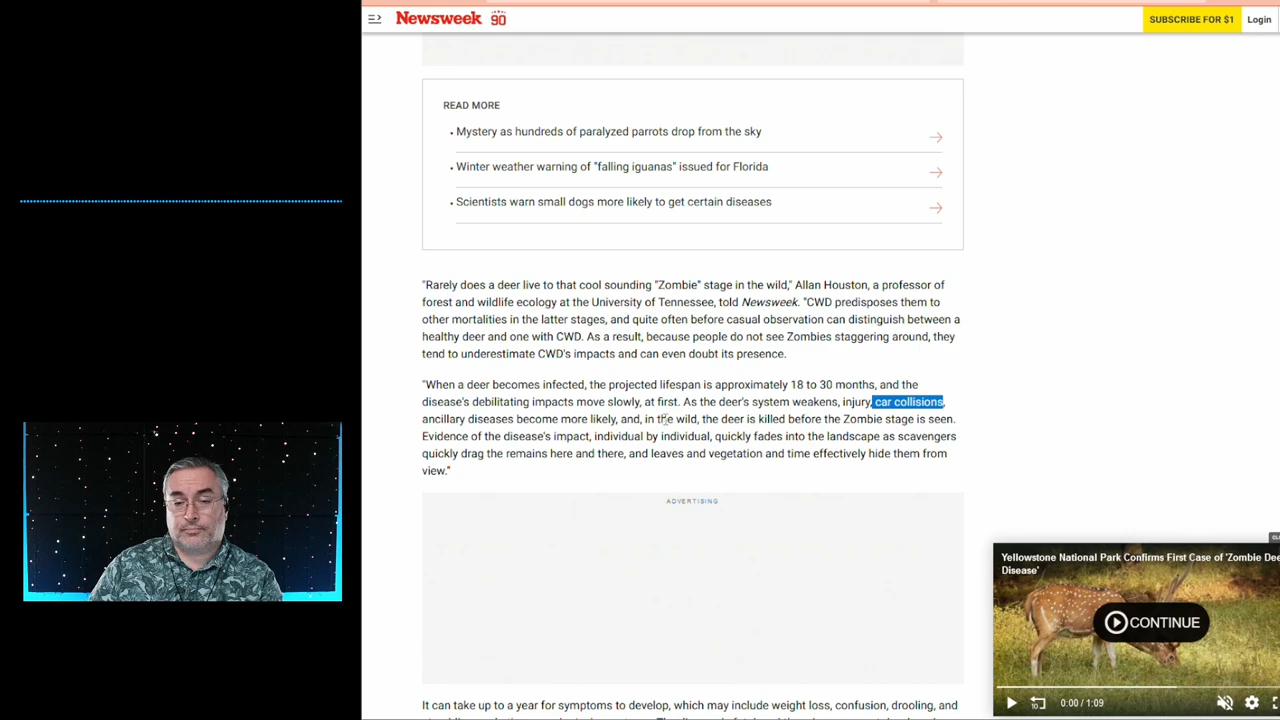 Newsweek 90
SUBSCRIBE FOR $1
Login
READ MORE
• Mystery as hundreds of paralyzed parrots drop from the sky
• Winter weather warning of "falling iguanas" issued for Florida
• Scientists warn small dogs more likely to get certain diseases
"Rarely does a deer live to that cool sounding "Zombie" stage in the wild," Allan Houston, a professor of
forest and wildlife ecology at the University of Tennessee, told Newsweek. "CWD predisposes them to
other mortalities in the latter stages, and quite often before casual observation can distinguish between a
healthy deer and one with CWD. As a result, because people do not see Zombies staggering around, they
tend to underestimate CWD's impacts and can even doubt its presence.
"When a deer becomes infected, the projected lifespan is approximately 18 to 30 months, and the
disease's debilitating impacts move slowly, at first. As the deer's system weakens, injury, car collisions,
ancillary diseases become more likely, and, in the wild, the deer is killed before the Zombie stage is seen.
Evidence of the disease's impact, individual by individual, quickly fades into the landscape as scavengers
quickly drag the remains here and there, and leaves and vegetation and time effectively hide them from
view."
ADVERTISING
Yellowstone National Park Confirms First Case of 'Zombie Dee
Disease'
CONTINUE
10
0:00 / 1:09
It can take up to a year for symptoms to develop, which may include weight loss, confusion, drooling, and